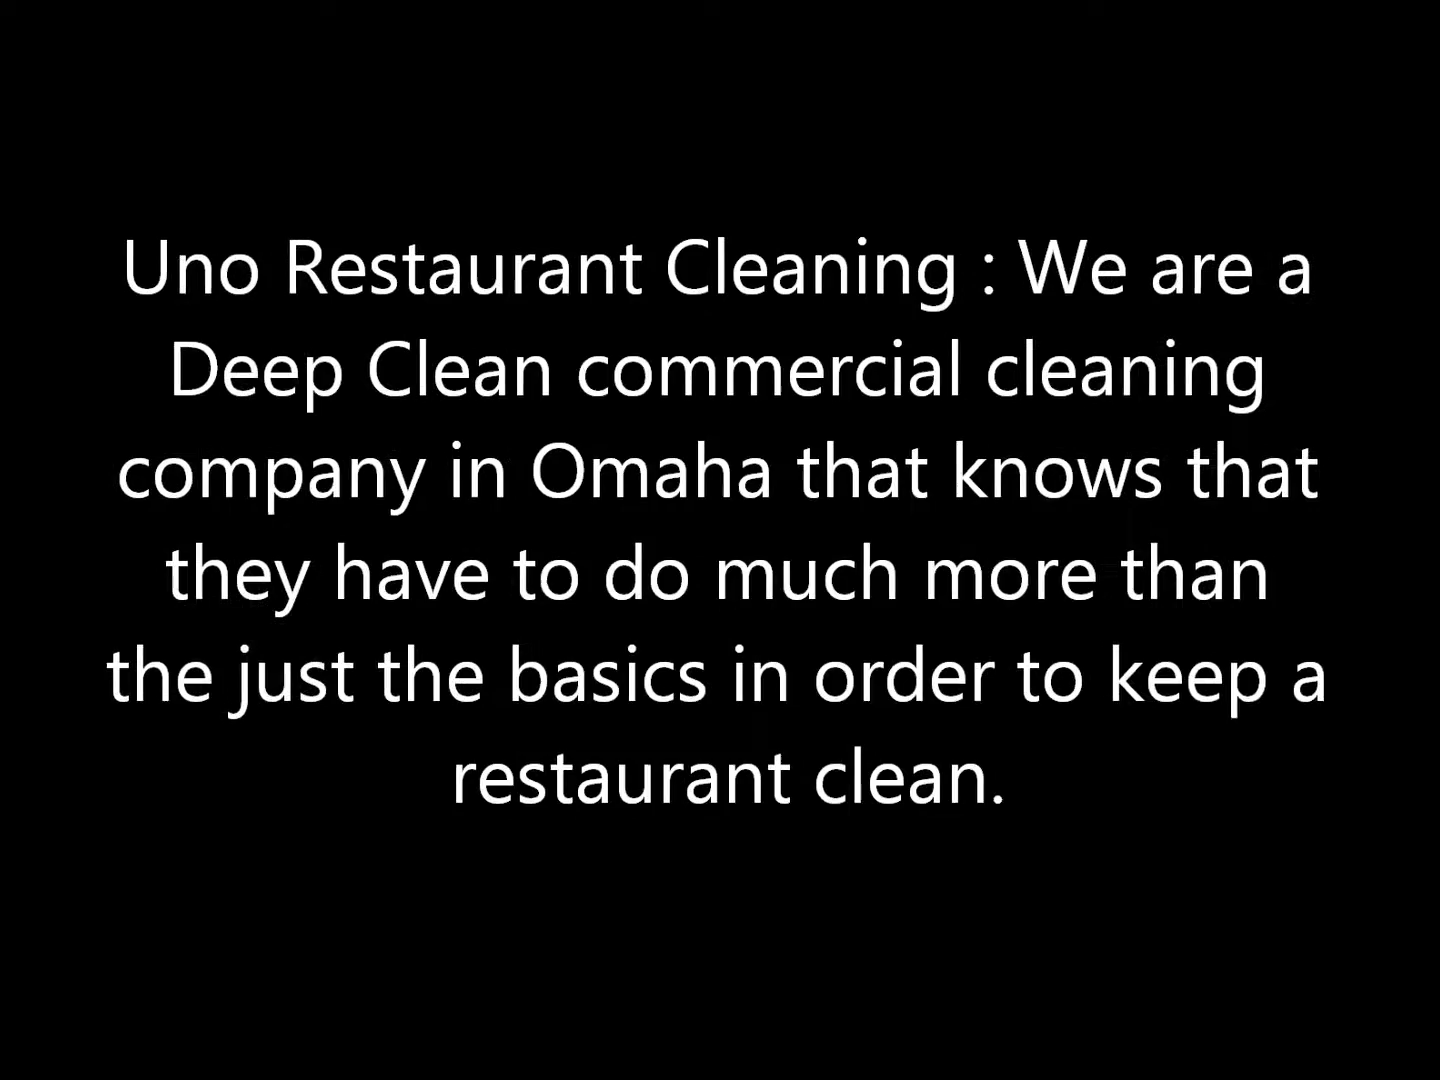 Uno Restaurant Cleaning : We are a
Deep Clean commercial cleaning
company in Omaha that knows that
they have to do much more than
the just the basics in order to keep a
restaurant clean.